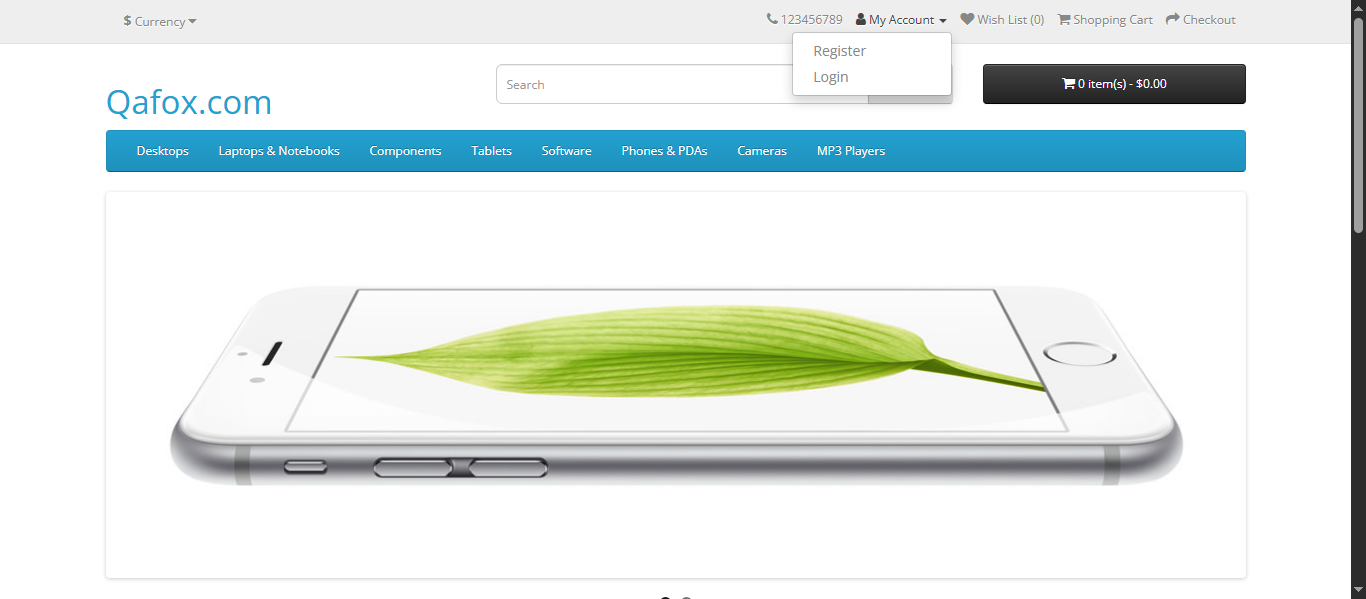 $ Currency
123456789 My Account Wish List (0) Shopping Cart Checkout
Register
Login
Qafox.com
Search
0 item(s) - $0.00
Desktops Laptops & Notebooks Components Tablets Software Phones & PDAs Cameras MP3 Players